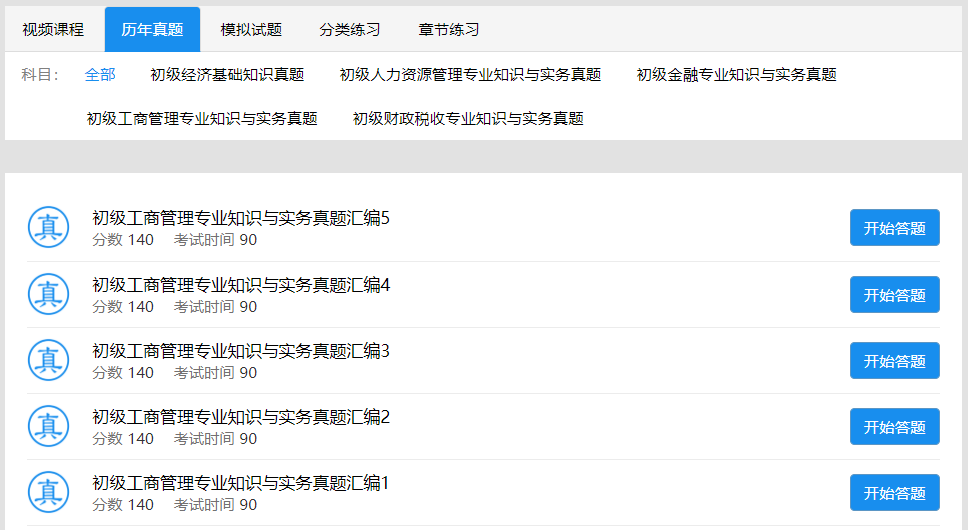 视频课程 历年真题 模拟试题 分类练习 章节练习
科目： 全部 初级经济基础知识真题 初级人力资源管理专业知识与实务真题 初级金融专业知识与实务真题
初级工商管理专业知识与实务真题 初级财政税收专业知识与实务真题
真 初级工商管理专业知识与实务真题汇编5
分数 140 考试时间 90
开始答题
真 初级工商管理专业知识与实务真题汇编4
分数 140 考试时间 90
开始答题
真 初级工商管理专业知识与实务真题汇编3
分数 140 考试时间 90
开始答题
真 初级工商管理专业知识与实务真题汇编2
分数 140 考试时间 90
开始答题
真 初级工商管理专业知识与实务真题汇编1
分数 140 考试时间 90
开始答题